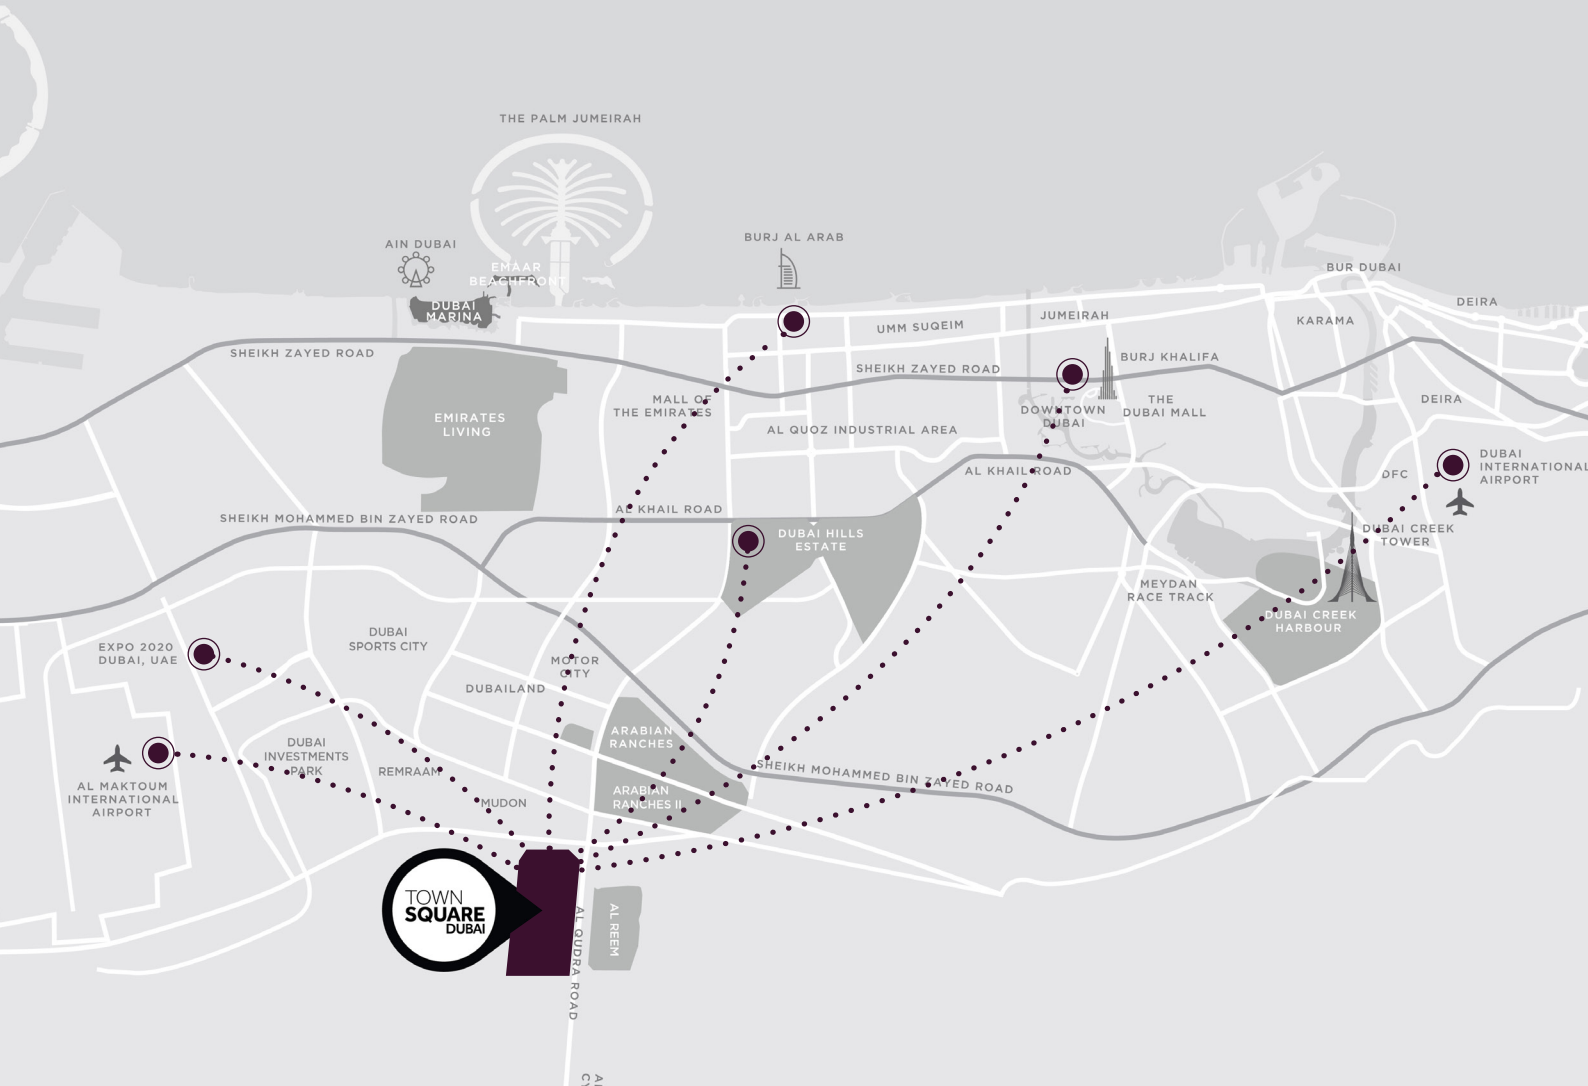 THE PALM JUMEIRAH
AIN DUBAI
BURJ AL ARAB
EMAAR
BEACHFRONT
BUR DUBAI
DUBAI
MARINA
DEIRA
JUMEIRAH
KARAMA
UMM SUQEIM
SHEIKH ZAYED ROAD
BURJ KHALIFA
SHEIKH ZAYED ROAD
MALL OF
THE EMIRATES
THE
DUBAI MALL
DEIRA
DOWNTOWN
DUBAI
EMIRATES
LIVING
AL QUOZ INDUSTRIAL AREA
DUBAI
INTERNATIONAL
AIRPORT
AL KHAIL ROAD
DFC
AL KHAIL ROAD
SHEIKH MOHAMMED BIN ZAYED ROAD
DUBAI HILLS
ESTATE
DUBAI CREEK
TOWER
MEYDAN
RACE TRACK
DUBAI CREEK
HARBOUR
DUBAI
SPORTS CITY
EXPO 2020
DUBAI, UAE
MOTOR
CITY
DUBAILAND
ARABIAN
RANCHES
DUBAI
INVESTMENTS
PARK
REMRAAM
SHEIKH MOHAMMED BIN ZAYED ROAD
AL MAKTOUM
INTERNATIONAL
AIRPORT
ARABIAN
RANCHES II
MUDON
TOWN
SQUARE
DUBAI
AL QUDRA ROAD
AL REEM